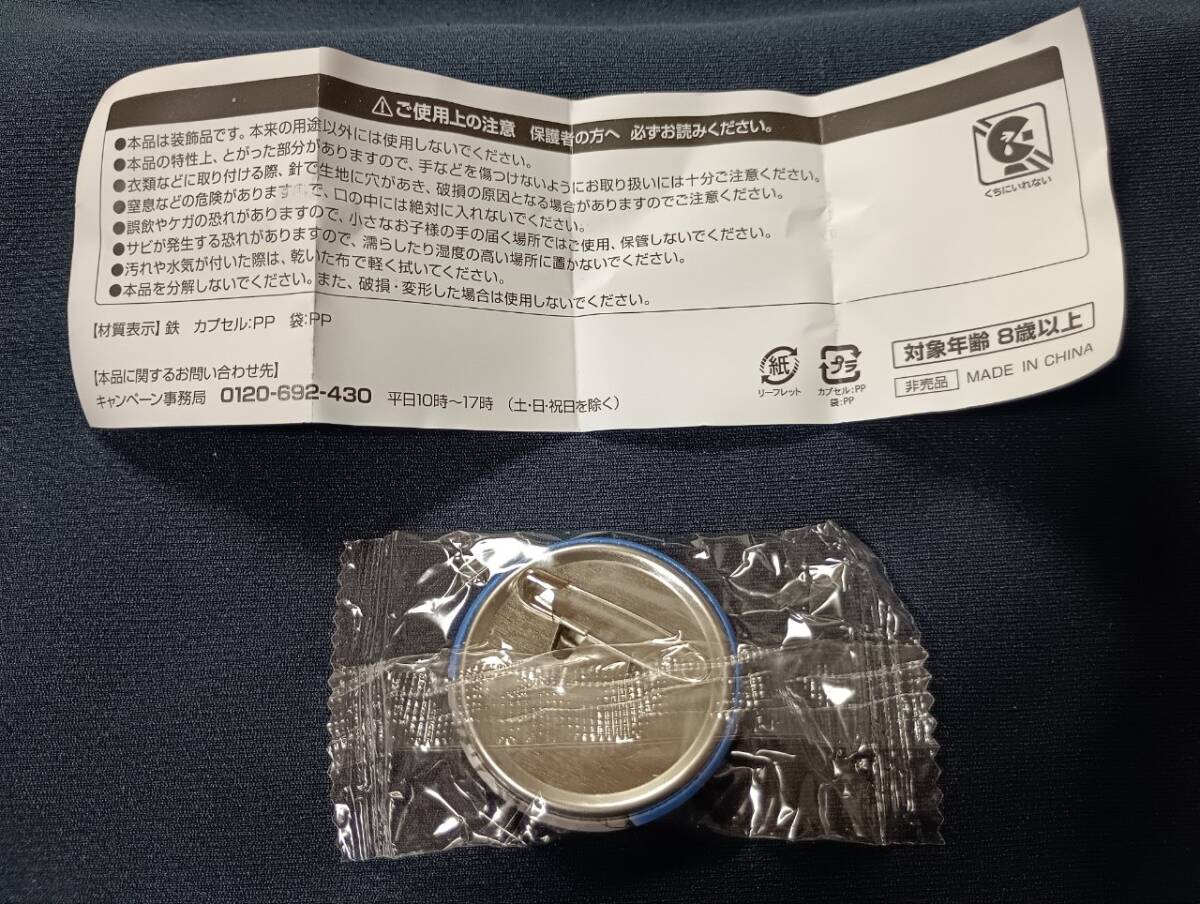 ⚠ご使用上の注意 保護者の方へ 必ずお読みください。
●本品は装飾品です。本来の用途以外には使用しないでください。
●本品の特性上、とがった部分がありますので、手などを傷つけないようにお取り扱いには十分ご注意ください。
●衣類などに取り付ける際、針で生地に穴があき、破損の原因となる場合がありますのでご注意ください。
●窒息などの危険がありますので、口の中には絶対に入れないでください。
●誤飲やケガの恐れがありますので、小さなお子様の手の届く場所ではご使用、保管しないでください。
●サビが発生する恐れがありますので、濡らしたり湿度の高い場所に置かないでください。
●汚れや水気が付いた際は、乾いた布で軽く拭いてください。
●本品を分解しないでください。また、破損・変形した場合は使用しないでください。
くちにいれない
【材質表示】鉄 カプセル:PP 袋:PP
【本品に関するお問い合わせ先】
キャンペーン事務局 0120-692-430 平日10時~17時 (土・日・祝日を除く)
紙
リーフレット
プラ
カプセル:PP
袋:PP
対象年齢 8歳以上
非売品 MADE IN CHINA